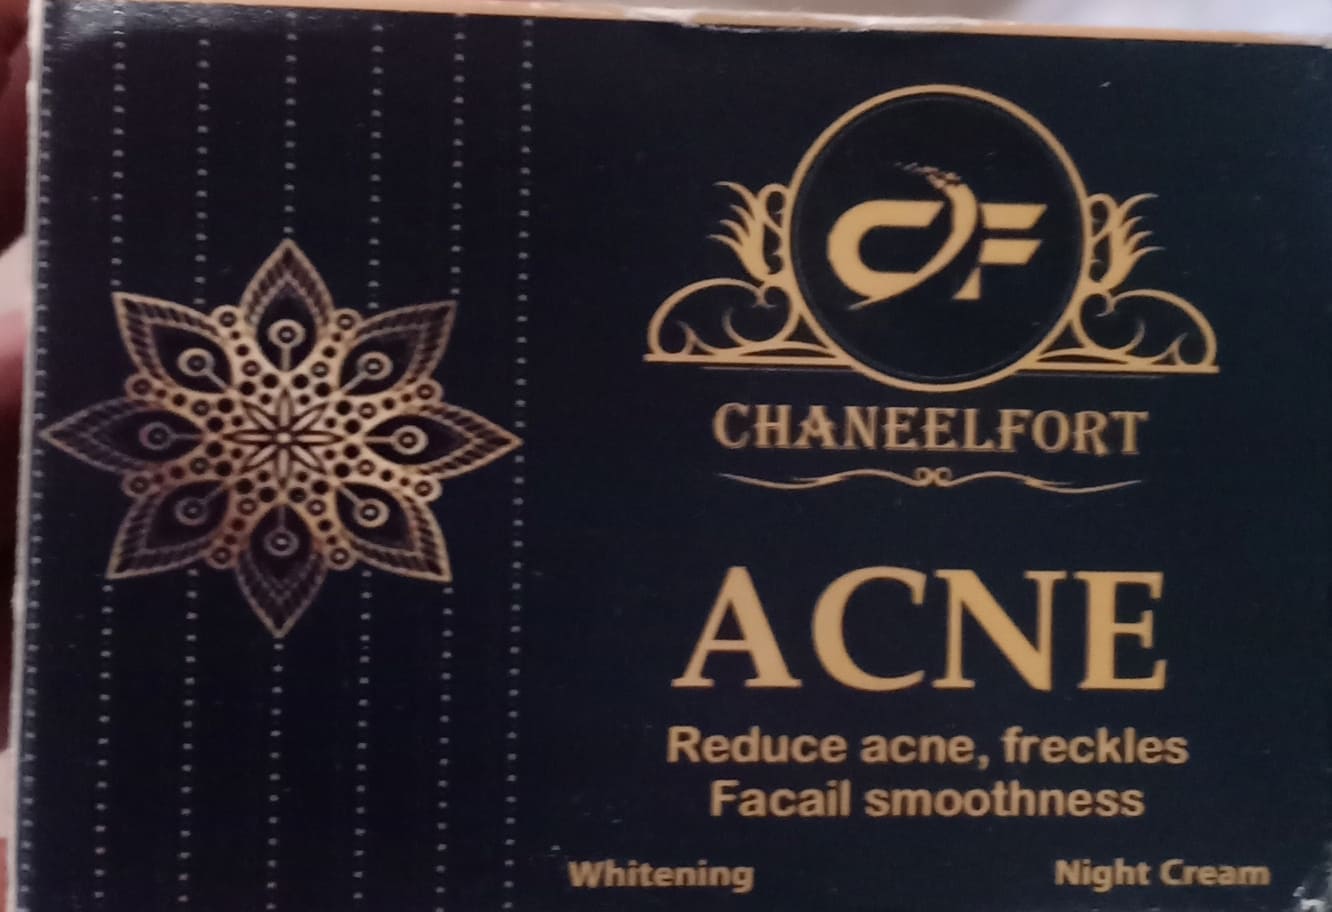 CF
CHANEELFORT
ACNE
Reduce acne, freckles
Facail smoothness
Whitening Night Cream